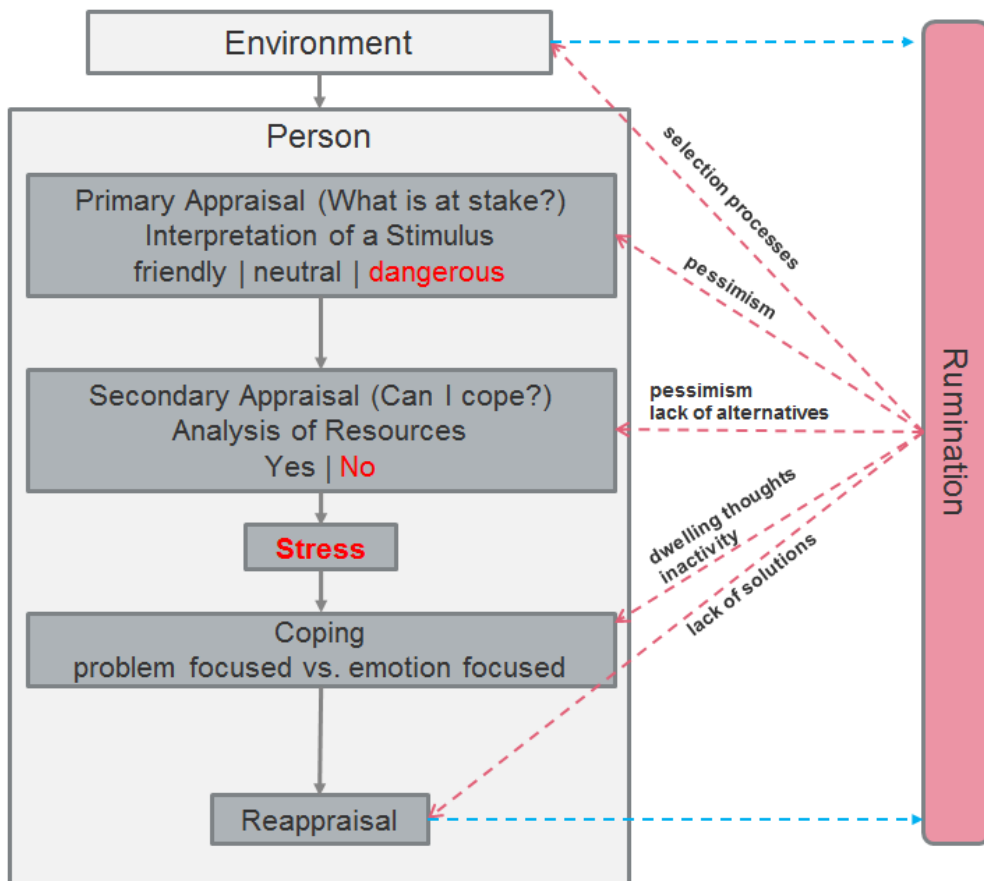 Environment
Person
Primary Appraisal (What is at stake?)
Interpretation of a Stimulus
friendly | neutral | dangerous
Secondary Appraisal (Can I cope?)
Analysis of Resources
Yes | No
Stress
Coping
problem focused vs. emotion focused
Reappraisal
selection processes
pessimism
pessimism
lack of alternatives
dwelling thoughts
inactivity
lack of solutions
Rumination